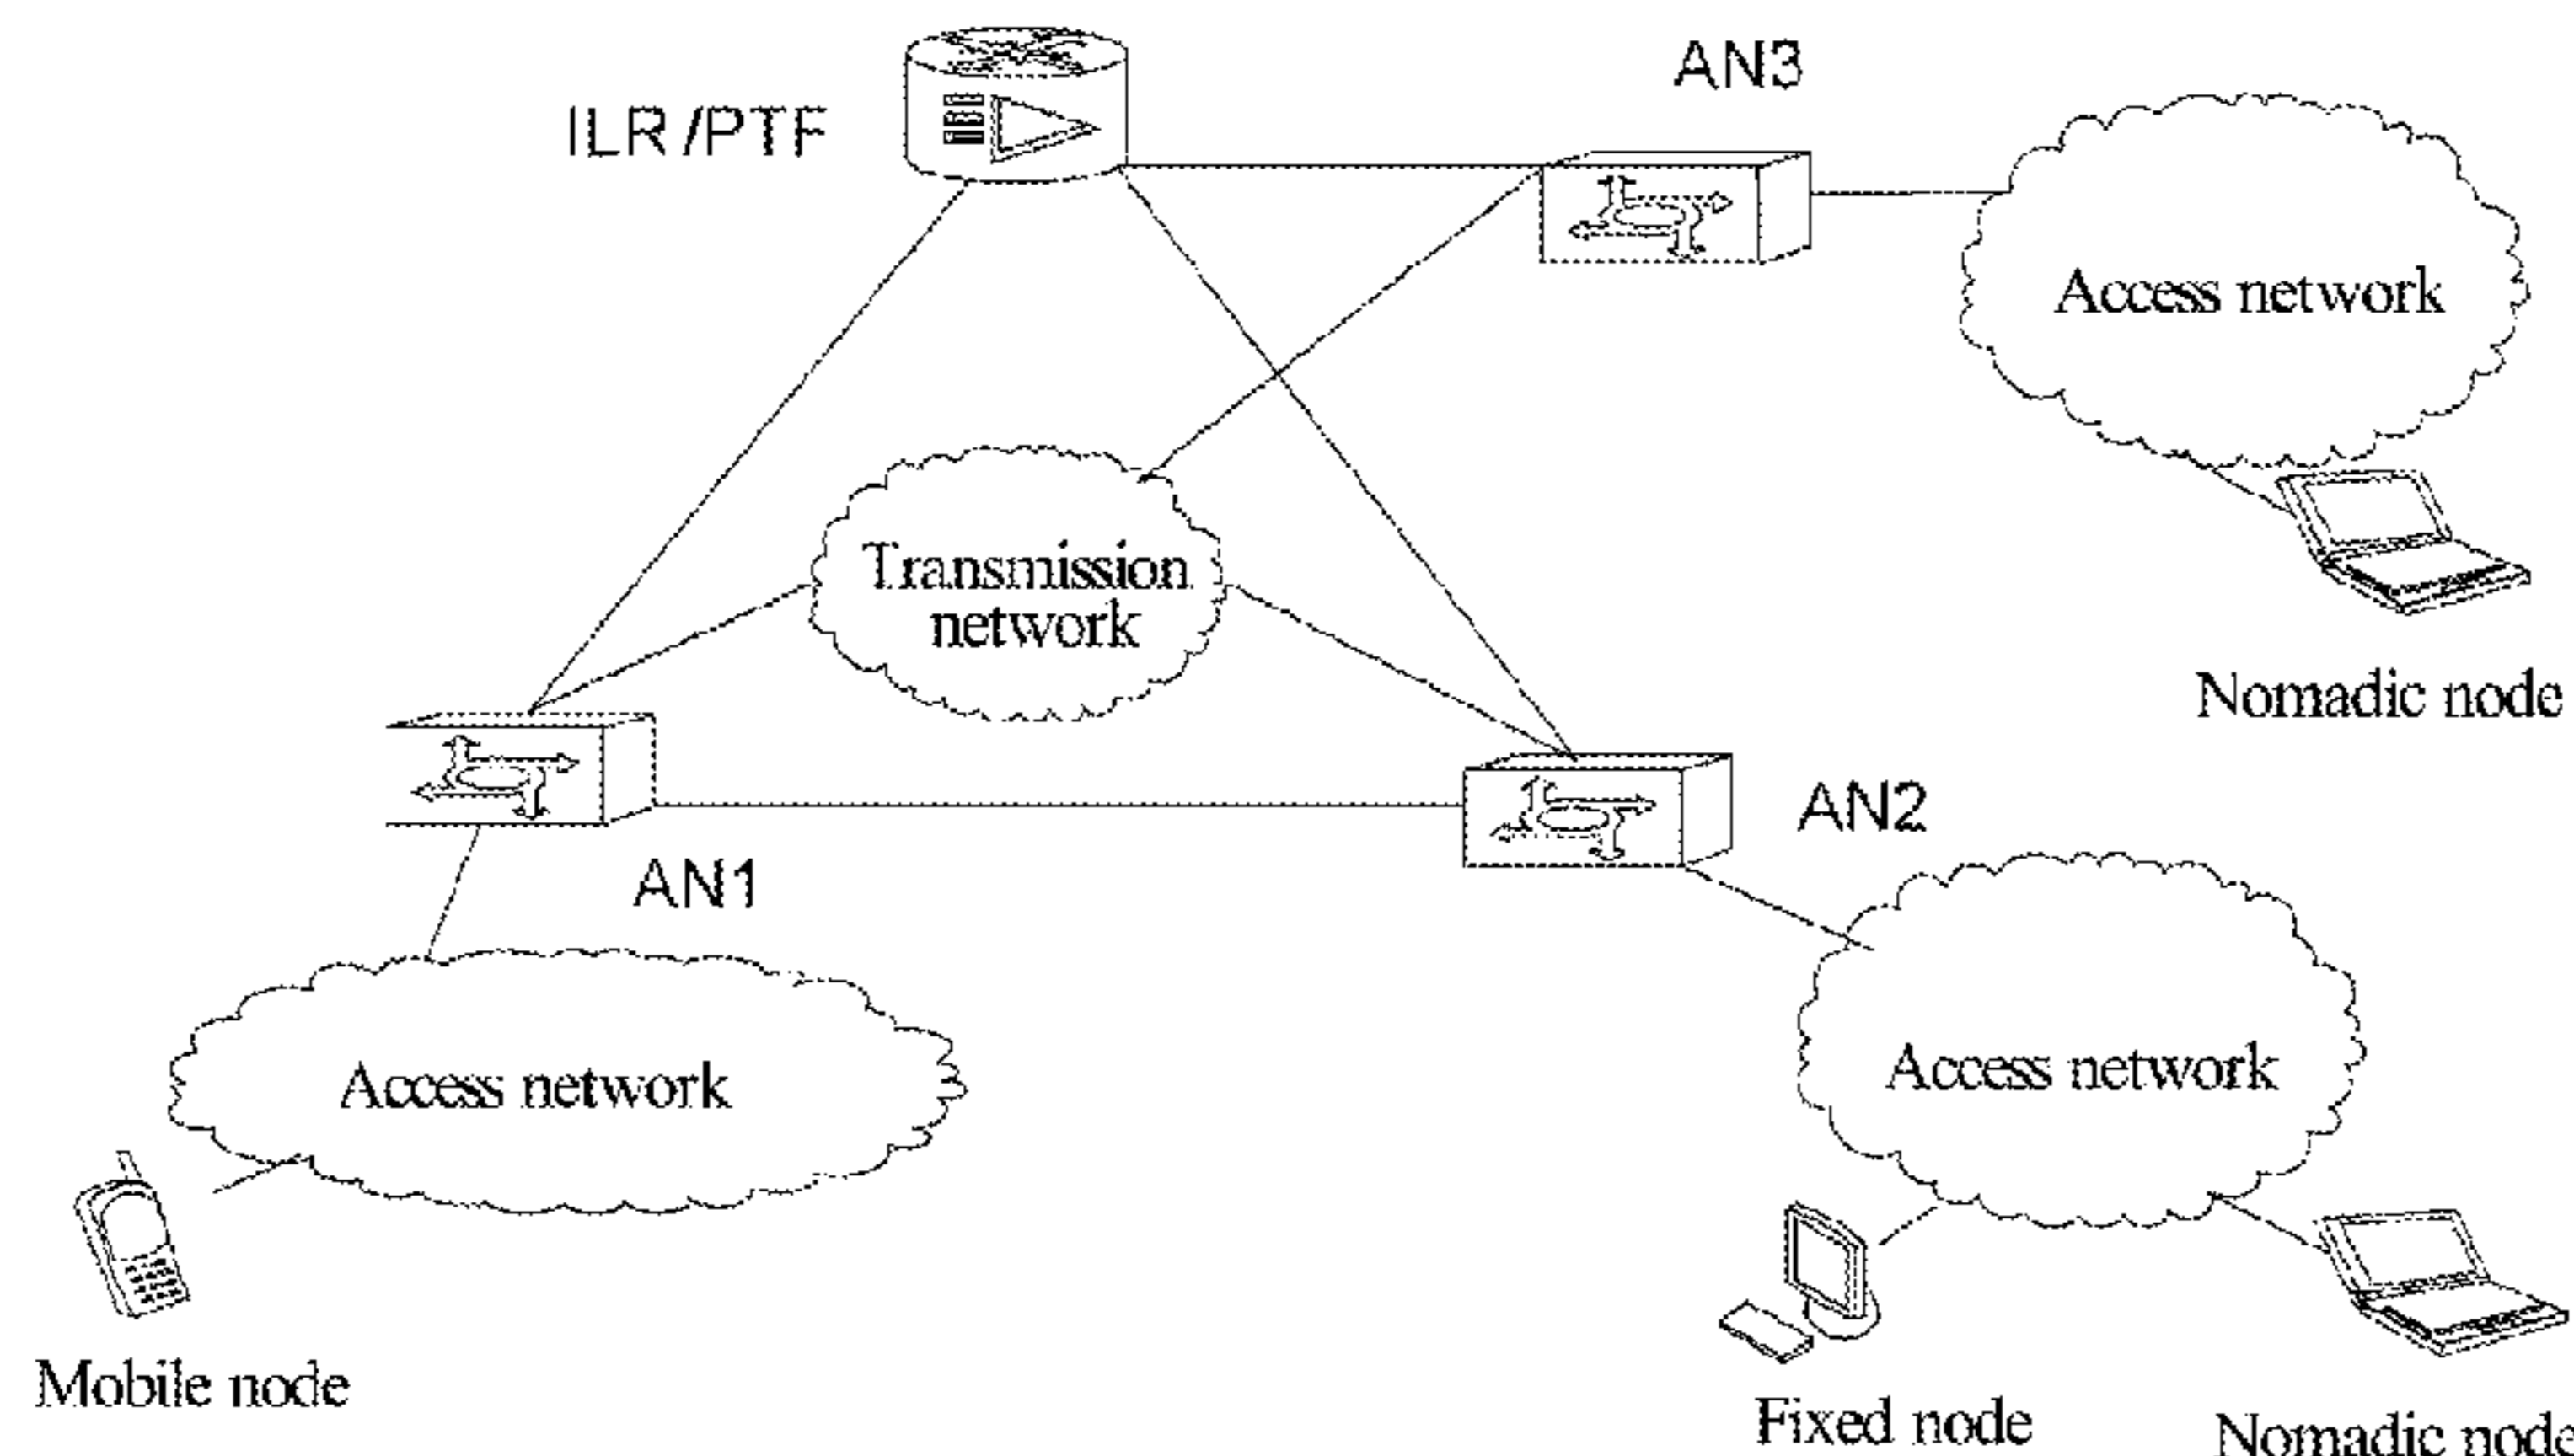 AN3
ILR/PTF
Access network
Transmission
network
Nomadic node
AN2
AN1
Access network
Access network
Mobile node
Fixed node
Nomadic node